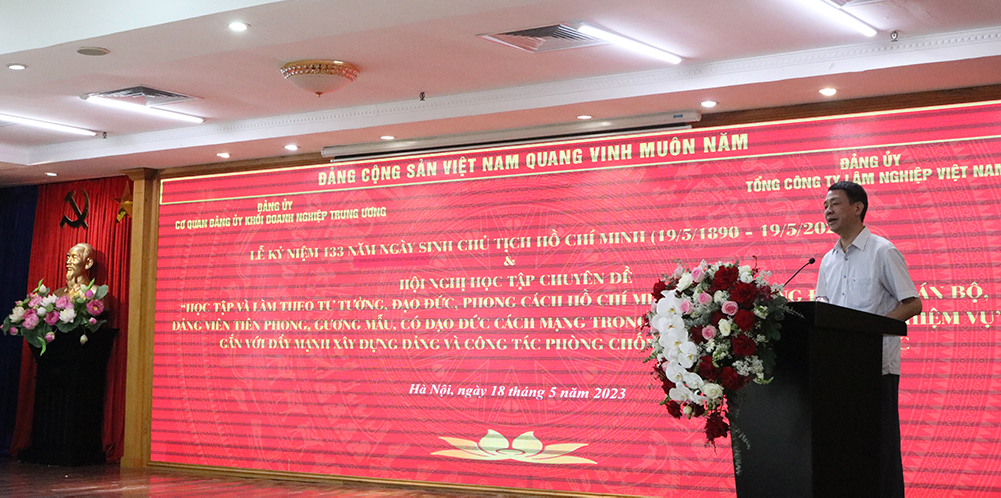 ĐẢNG CỘNG SẢN VIỆT NAM QUANG VINH MUÔN NĂM
ĐẢNG ỦY
CƠ QUAN ĐẢNG ỦY KHỐI DOANH NGHIỆP TRUNG ƯƠNG
ĐẢNG ỦY
TỔNG CÔNG TY LÂM NGHIỆP VIỆT NAM
LỄ KỶ NIỆM 133 NĂM NGÀY SINH CHỦ TỊCH HỒ CHÍ MINH (19/5/1890 - 19/5/20
&
HỘI NGHỊ HỌC TẬP CHUYÊN ĐỀ
"HỌC TẬP VÀ LÀM THEO TƯ TƯỞNG, ĐẠO ĐỨC, PHONG CÁCH HỒ CHÍ BỘ,
ĐẢNG VIÊN TIÊN PHONG, GƯƠNG MẪU; CÓ ĐẠO ĐỨC CÁCH MẠNG TRONG VỤ"
GẮN VỚI ĐẨY MẠNH XÂY DỰNG ĐẢNG VÀ CÔNG TÁC PHÒNG
Hà Nội, ngày 18 tháng 5 năm 2023